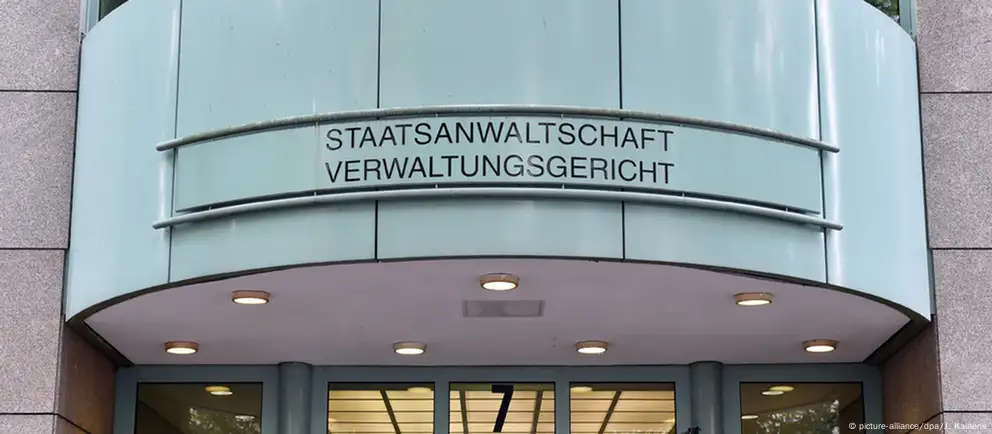 STAATSANWALTSCHAFT
VERWALTUNGSGERICHT
7
© picture-alliance/dpa/J. Kalaene